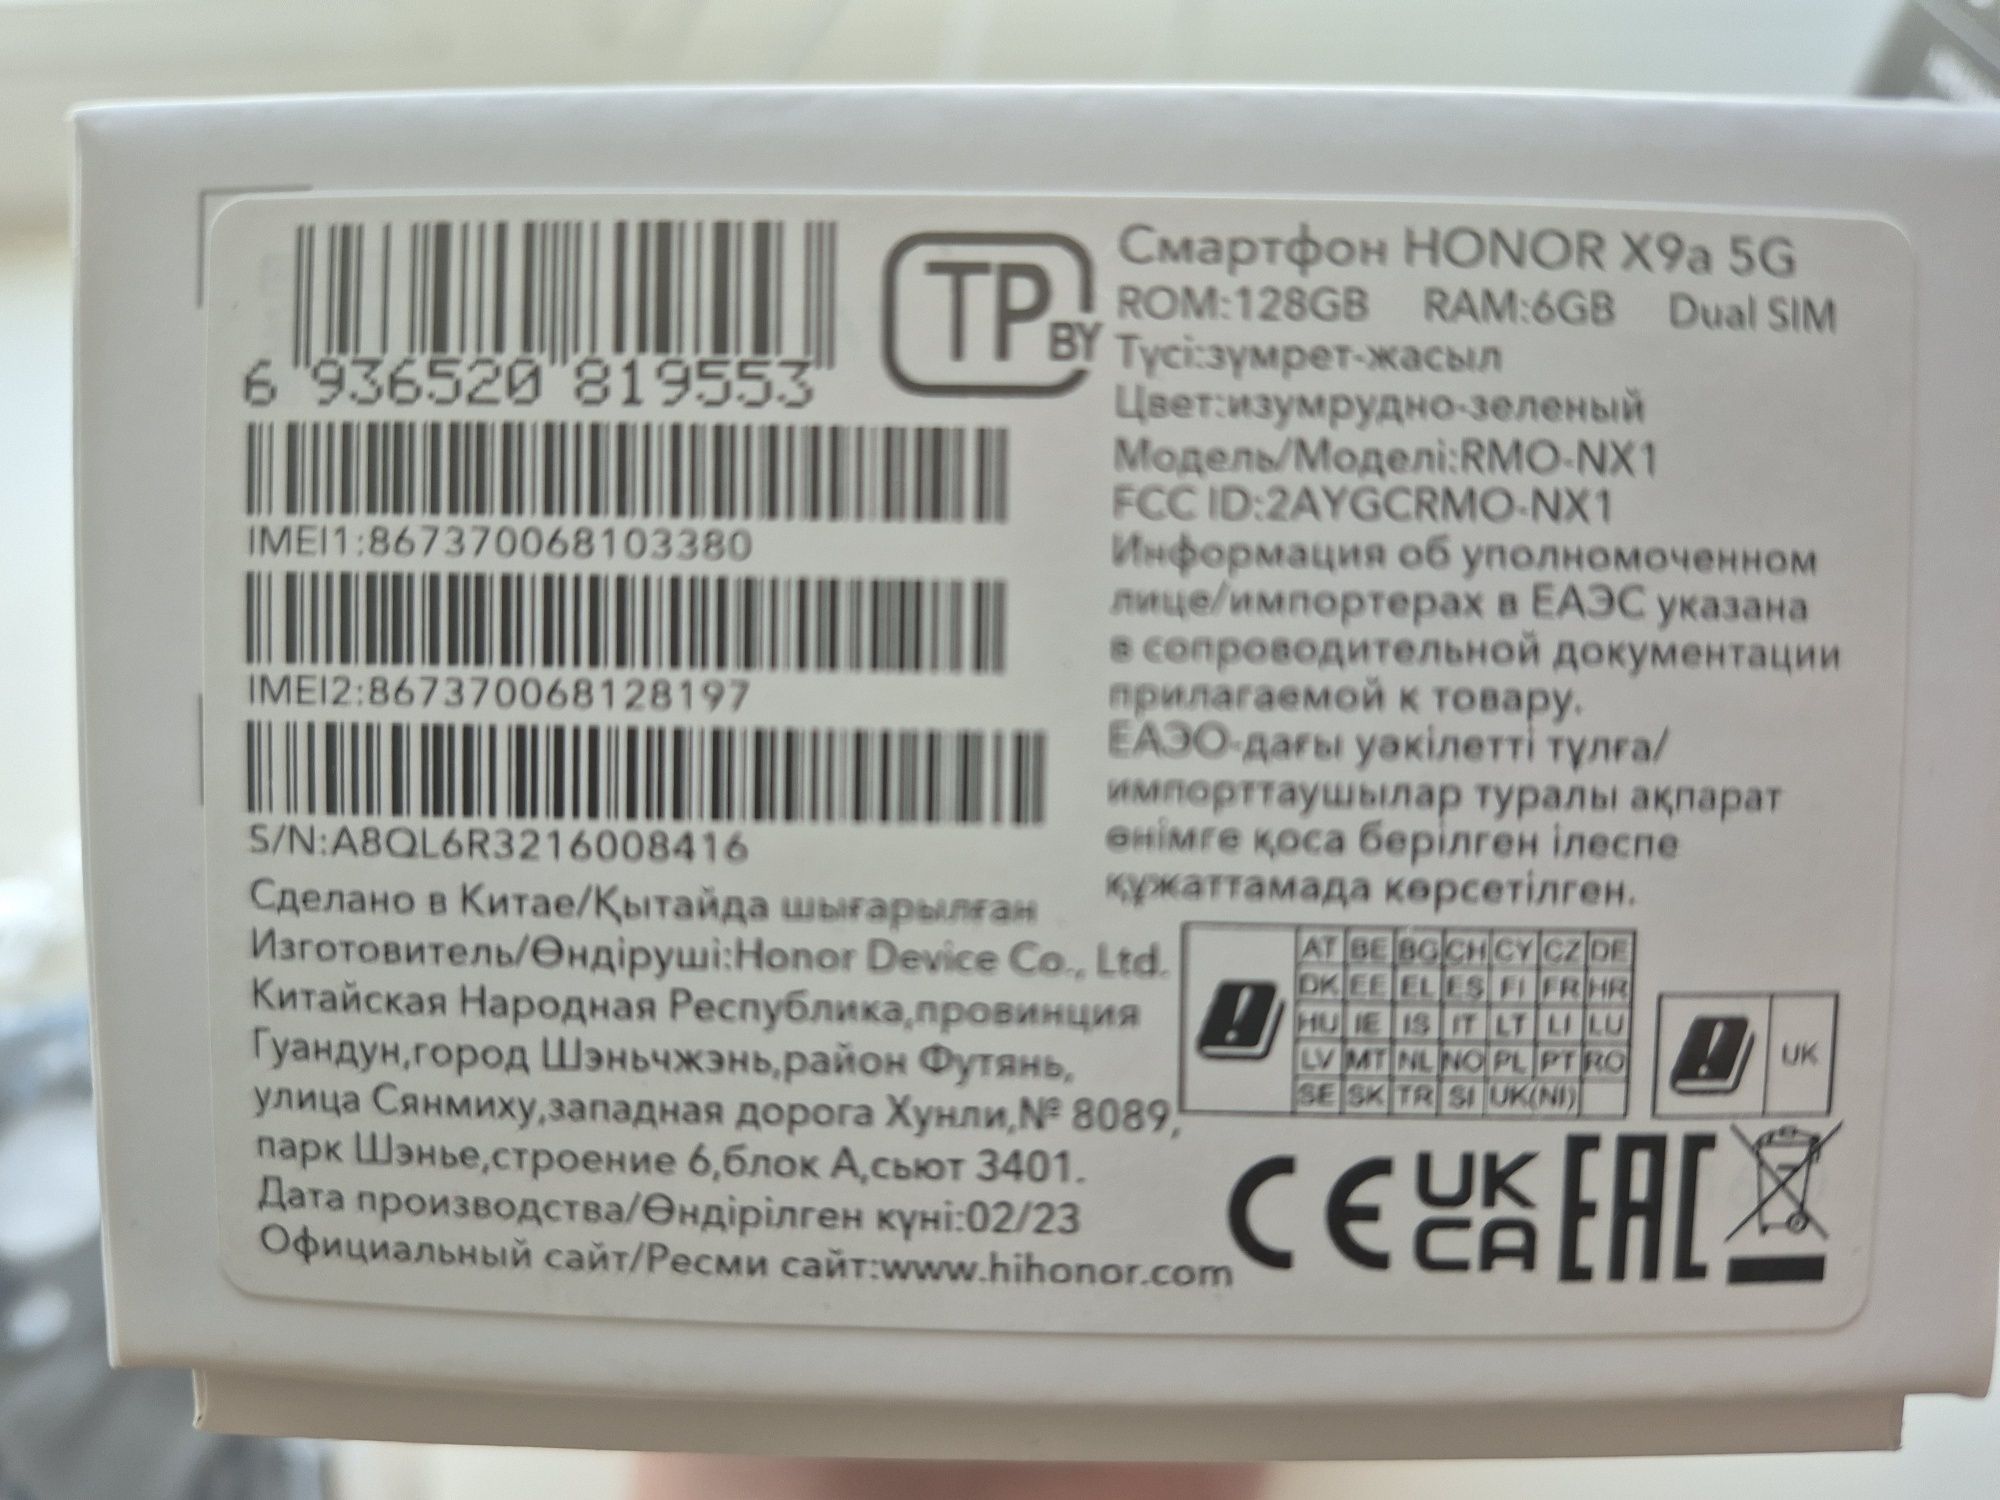 6 936520 819553
IMEI1:867370068103380
IMEI2:867370068128197
S/N:A8QL6R3216008416
Сделано в Китае/Қытайда шығарылған
Изготовитель/Өндіруші:Honor Device Co., Ltd.
Китайская Народная Республика,провинция
Гуандун,город Шэньчжэнь,район Футянь,
улица Сянмиху,западная дорога Хунли,№ 8089,
парк Шэнье,строение 6,блок А,сьют 3401.
Дата производства/Өндірілген күні:02/23
Официальный сайт/Ресми сайт:www.hihonor.com
TP BY
Смартфон HONOR X9a 5G
ROM:128GB RAM:6GB Dual SIM
Түсі:зүмрет-жасыл
Цвет:изумрудно-зеленый
Модель/Моделі:RMO-NX1
FCC ID:2AYGCRMO-NX1
Информация об уполномоченном
лице/импортерах в ЕАЭС указана
в сопроводительной документации
прилагаемой к товару.
ЕАЭО-дағы уәкілетті тұлға/
импорттаушылар туралы ақпарат
өнімге қоса берілген ілеспе
құжаттамада көрсетілген.
AT BE BG CH CY CZ DE
DK EE EL ES FI FR HR
HU IE IS IT LT LI LU
LV MT NL NO PL PT RO
SE SK TR SI UK(NI)
UK
CE UK CA EAC